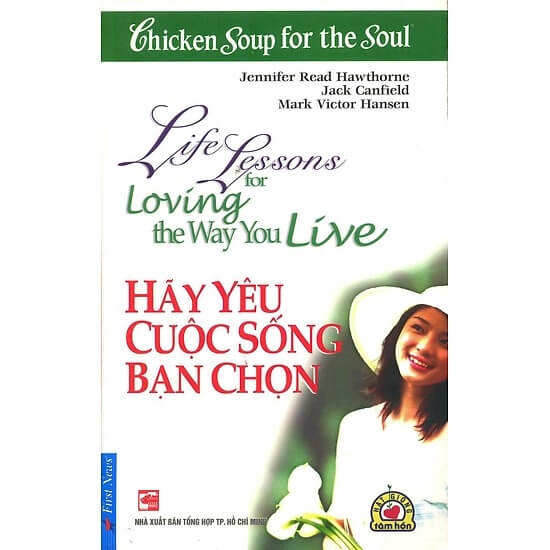 Chicken Soup for the Soul
Jennifer Read Hawthorne
Jack Canfield
Mark Victor Hansen
Life Lessons
for
Loving
the Way You Live
HÃY YÊU
CUỘC SỐNG
BẠN CHỌN
First News
NHÀ XUẤT BẢN TỔNG HỢP TP. HỒ CHÍ MINH
HẠT GIỐNG
tâm hồn